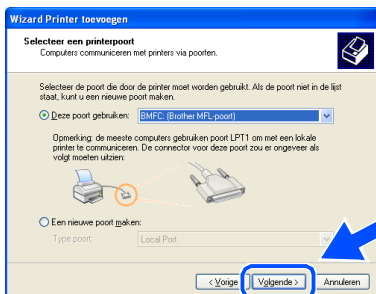 Wizard Printer toevoegen
Selecteer een printerpoort
Computers communiceren met printers via poorten.
Selecteer de poort die door de printer moet worden gebruikt. Als de poort niet in de lijst
staat, kunt u een nieuwe poort maken.
Deze poort gebruiken: BMFC: (Brother MFL-poort)
Opmerking: de meeste computers gebruiken poort LPT1 om met een lokale
printer te communiceren. De connector voor deze poort zou er ongeveer als
volgt moeten uitzien:
Een nieuwe poort maken:
Type poort: Local Port
< Vorige Volgende > Annuleren